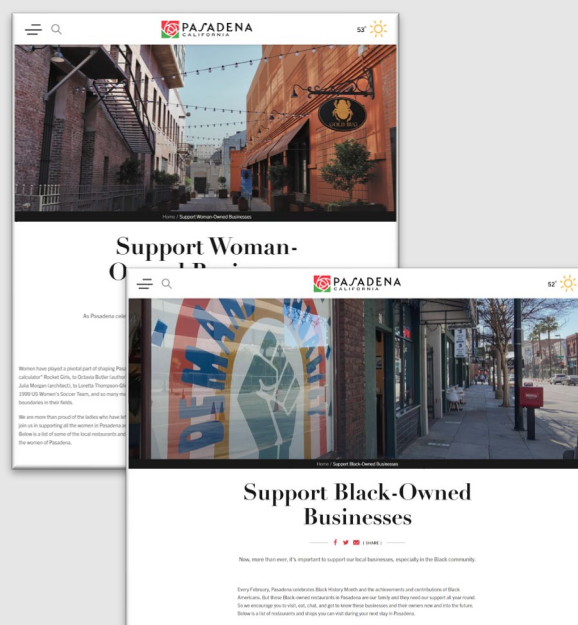 PASADENA
CALIFORNIA
53°
GOLD BUG
Home / Support Woman-Owned Businesses
Support Woman-
As Pasadena
Women have played a pivotal part of shaping
calculator" Rocket Girls, to Octavia Butler (author
Julia Morgan (architect), to Loretta
1999 US Women's Soccer Team, and so many
boundaries in their fields.
We are more than proud of the ladies who have
join us in supporting all the women in Pasadena
Below is a list of some of the local restaurants and
the women of Pasadena.
PASADENA
CALIFORNIA
52°
Home / Support Black-Owned Businesses
Support Black-Owned
Businesses
( SHARE )
Now, more than ever, it's important to support our local businesses, especially in the Black community.
Every February, Pasadena celebrates Black History Month and the achievements and contributions of Black
Americans. But these Black-owned restaurants in Pasadena are our family and they need our support all year round.
So we encourage you to visit, eat, chat, and get to know these businesses and their owners now and into the future.
Below is a list of restaurants and shops you can visit during your next stay in Pasadena.